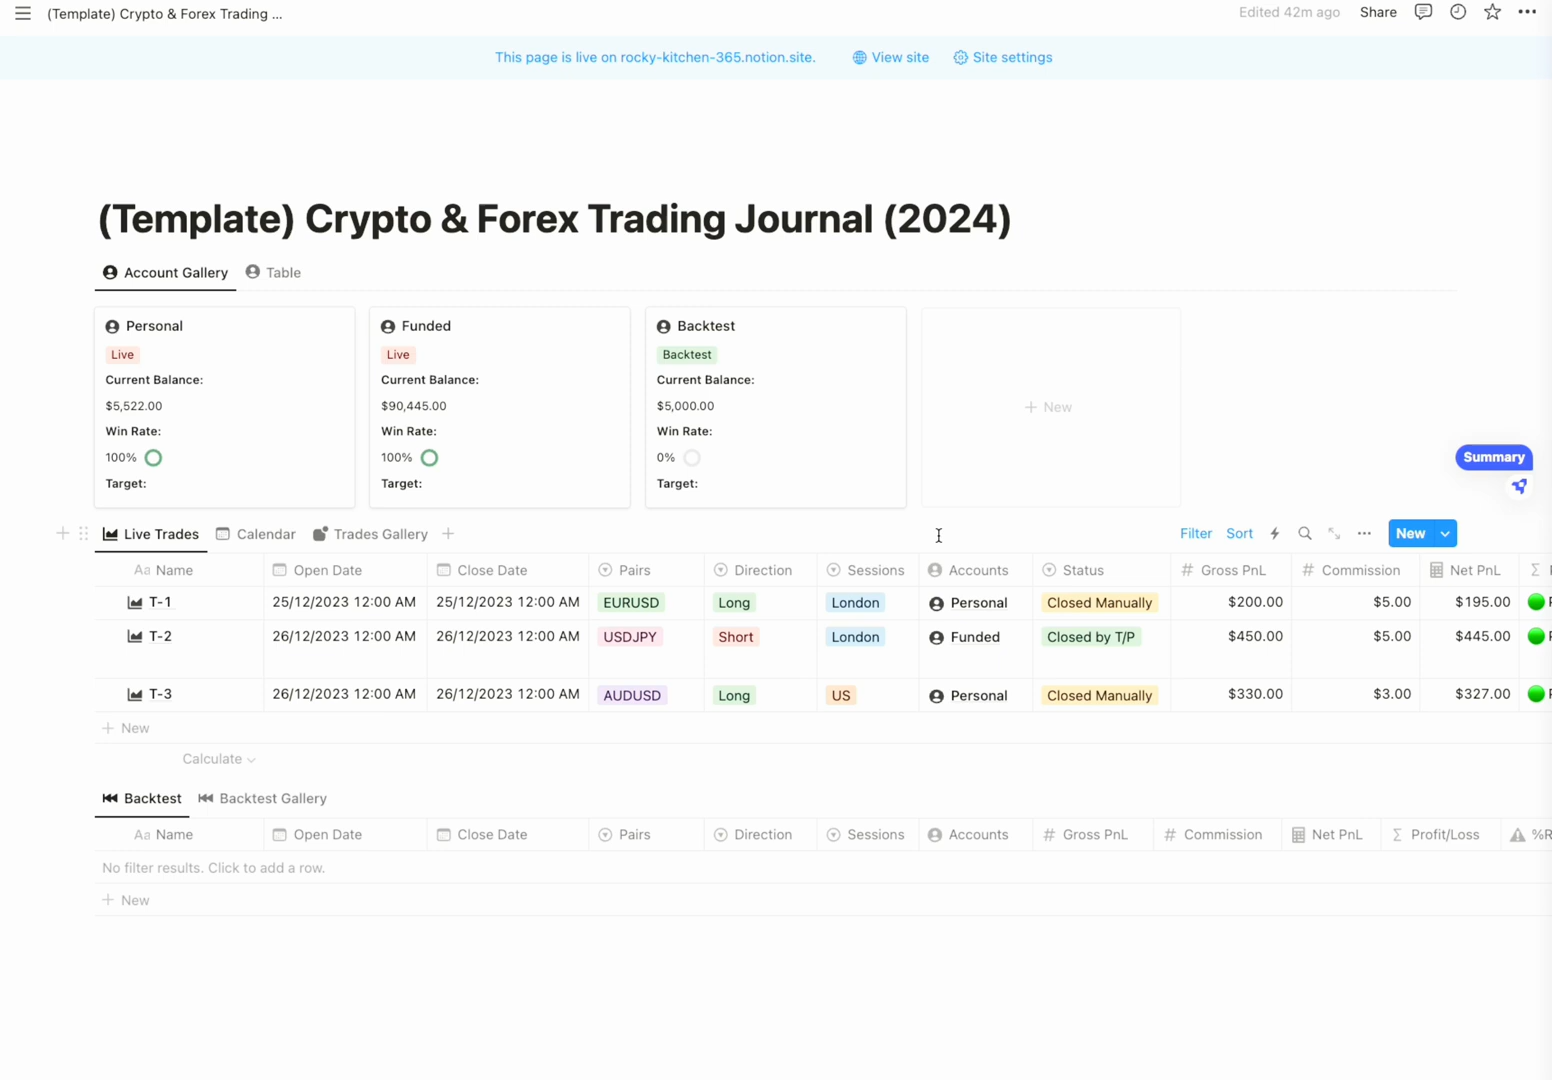 (Template) Crypto & Forex Trading ...
Edited 42m ago Share
This page is live on rocky-kitchen-365.notion.site. View site Site settings
(Template) Crypto & Forex Trading Journal (2024)
Account Gallery Table
Personal
Live
Current Balance:
$5,522.00
Win Rate:
100%
Target:
Funded
Live
Current Balance:
$90,445.00
Win Rate:
100%
Target:
Backtest
Backtest
Current Balance:
$5,000.00
Win Rate:
0%
Target:
+ New
Summary
Live Trades Calendar Trades Gallery +
Filter Sort New
Aa Name Open Date Close Date Pairs Direction Sessions Accounts Status # Gross PnL # Commission Net PnL Σ
T-1 25/12/2023 12:00 AM 25/12/2023 12:00 AM EURUSD Long London Personal Closed Manually $200.00 $5.00 $195.00
T-2 26/12/2023 12:00 AM 26/12/2023 12:00 AM USDJPY Short London Funded Closed by T/P $450.00 $5.00 $445.00
T-3 26/12/2023 12:00 AM 26/12/2023 12:00 AM AUDUSD Long US Personal Closed Manually $330.00 $3.00 $327.00
+ New
Calculate
Backtest Backtest Gallery
Aa Name Open Date Close Date Pairs Direction Sessions Accounts # Gross PnL # Commission Net PnL Σ Profit/Loss %R
No filter results. Click to add a row.
+ New